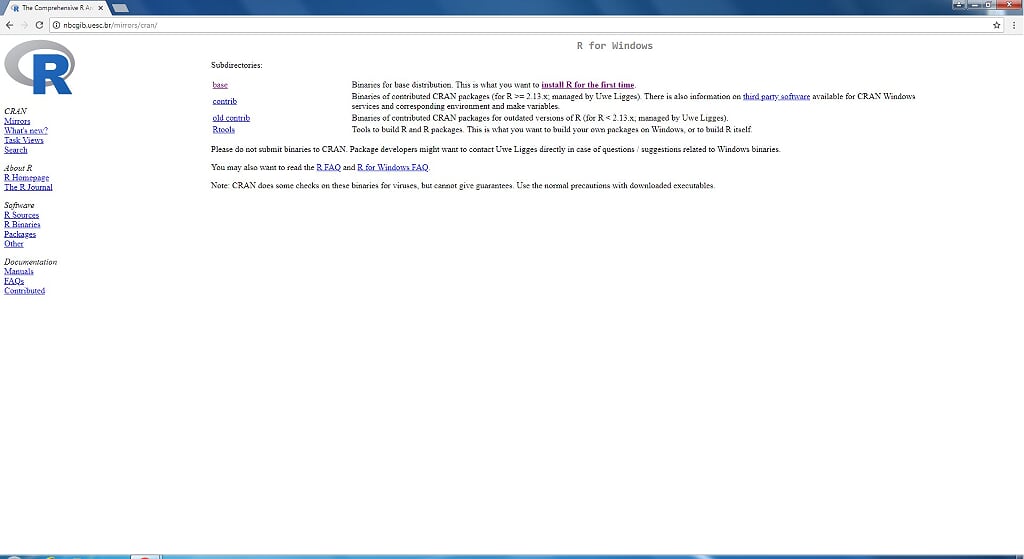 The Comprehensive R A
nbcgib.uesc.br/mirrors/cran/
R
CRAN
Mirrors
What's new?
Task Views
Search
About R
R Homepage
The R Journal
Software
R Sources
R Binaries
Packages
Other
Documentation
Manuals
FAQs
Contributed
R for Windows
Subdirectories:
base Binaries for base distribution. This is what you want to install R for the first time.
contrib Binaries of contributed CRAN packages (for R >= 2.13.x; managed by Uwe Ligges). There is also information on third party software available for CRAN Windows
services and corresponding environment and make variables.
old contrib Binaries of contributed CRAN packages for outdated versions of R (for R < 2.13.x; managed by Uwe Ligges).
Rtools Tools to build R and R packages. This is what you want to build your own packages on Windows, or to build R itself.
Please do not submit binaries to CRAN. Package developers might want to contact Uwe Ligges directly in case of questions / suggestions related to Windows binaries.
You may also want to read the R FAQ and R for Windows FAQ.
Note: CRAN does some checks on these binaries for viruses, but cannot give guarantees. Use the normal precautions with downloaded executables.